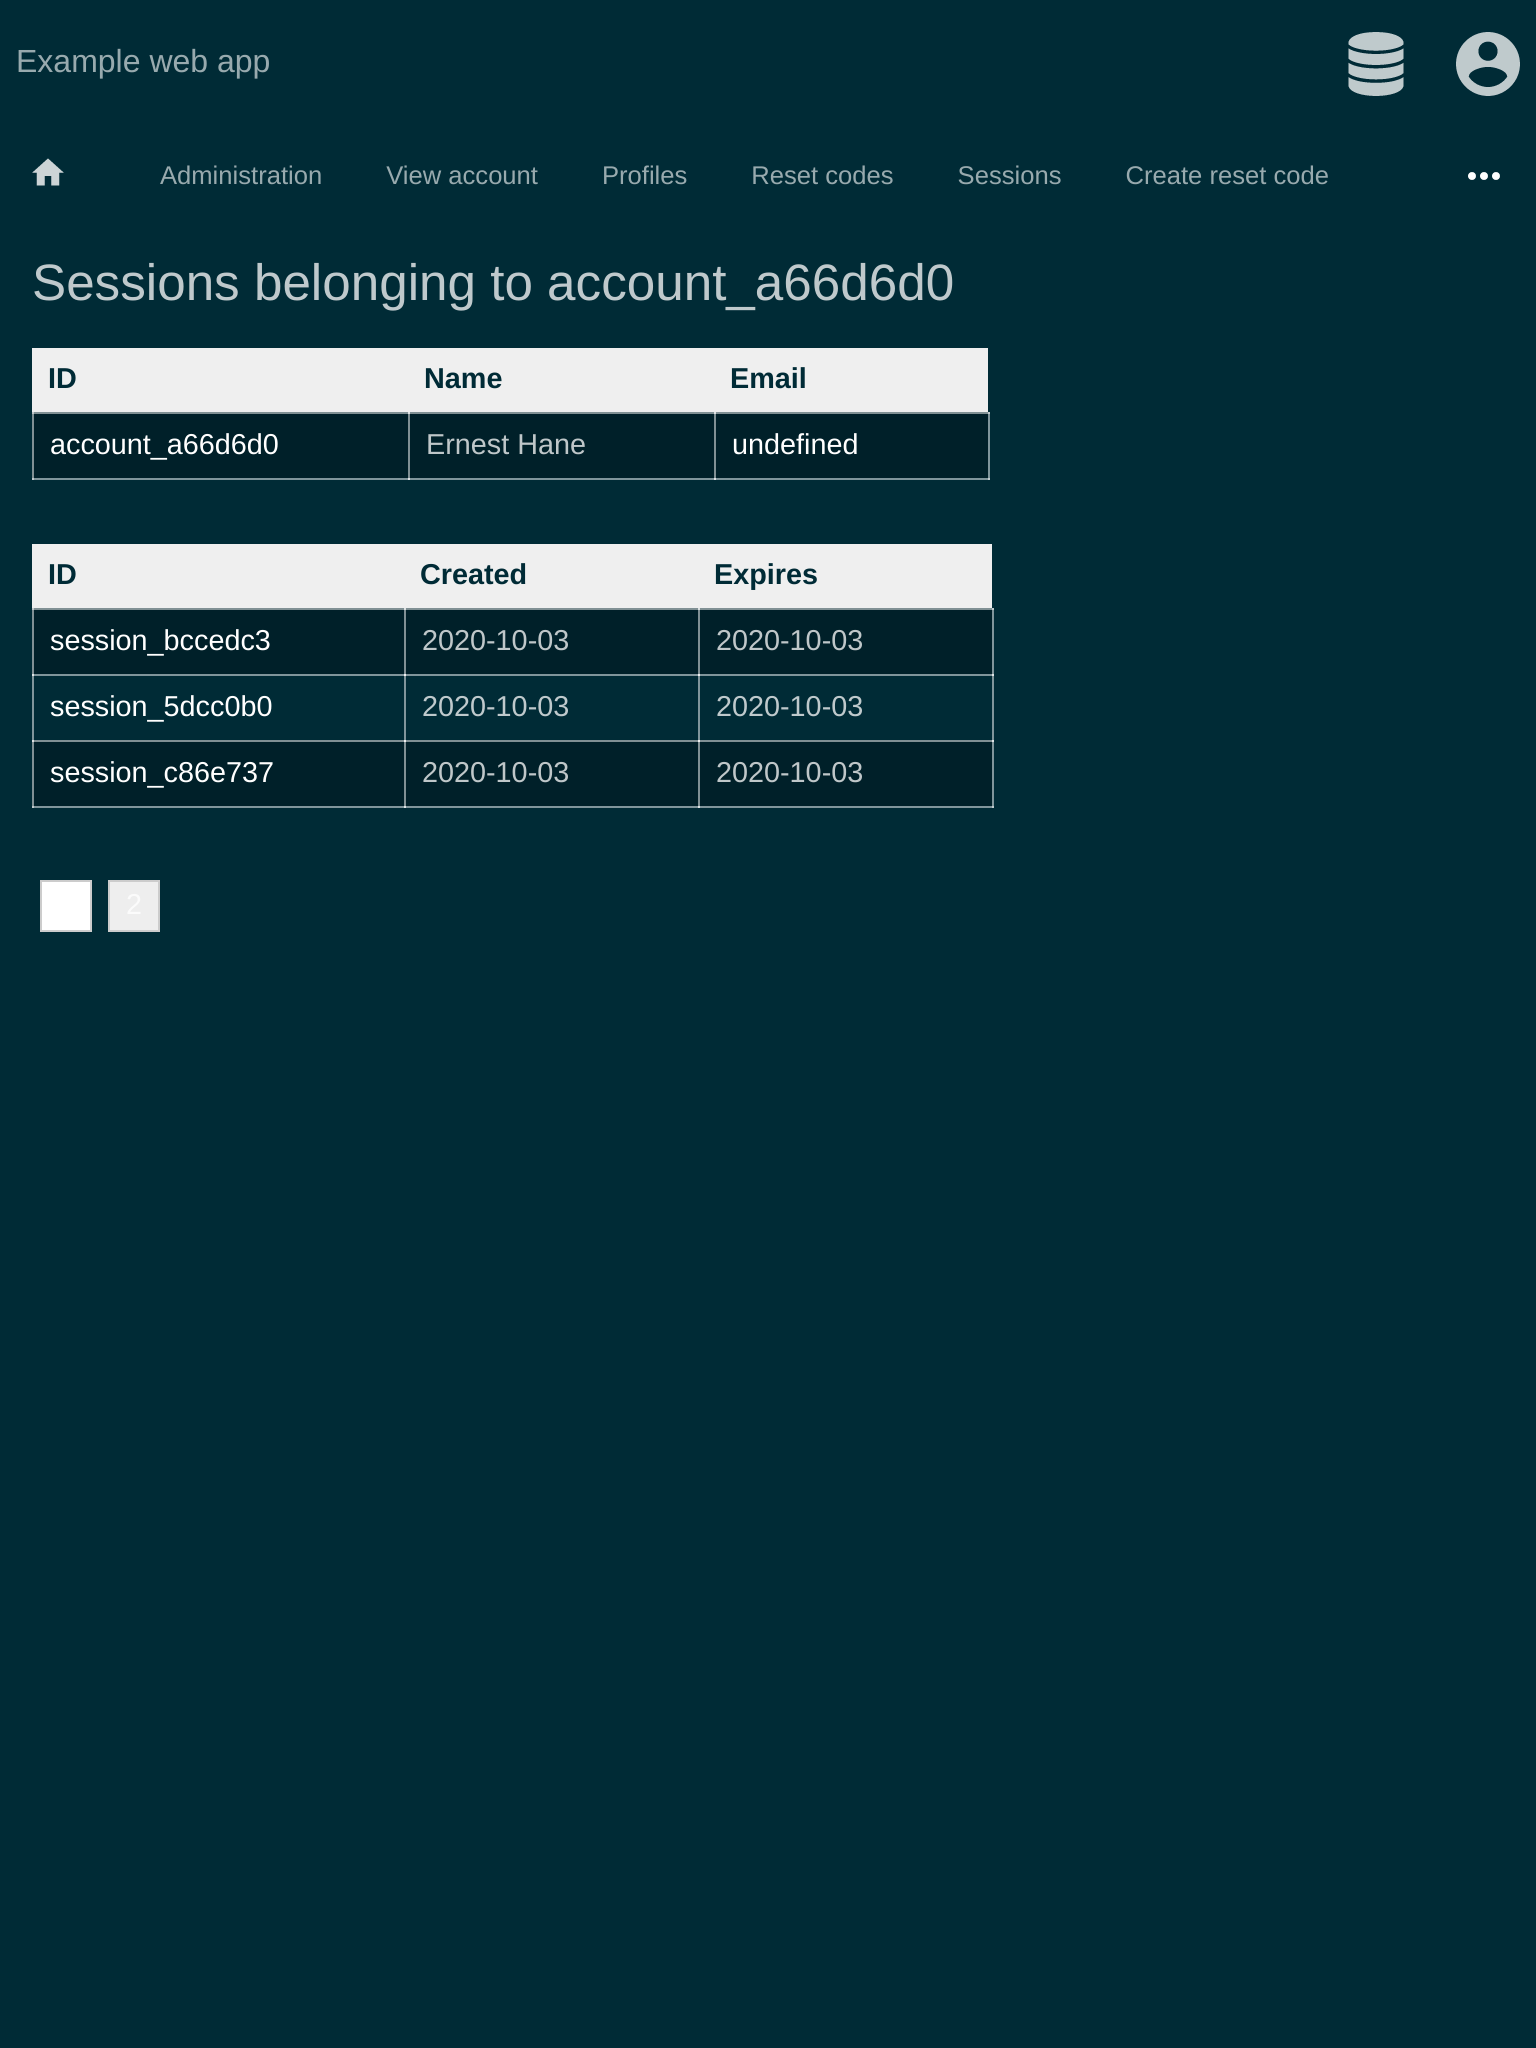 Example web app
Administration View account Profiles Reset codes Sessions Create reset code
Sessions belonging to account_a66d6d0
ID Name Email
account_a66d6d0 Ernest Hane undefined
ID Created Expires
session_bccedc3 2020-10-03 2020-10-03
session_5dcc0b0 2020-10-03 2020-10-03
session_c86e737 2020-10-03 2020-10-03
2